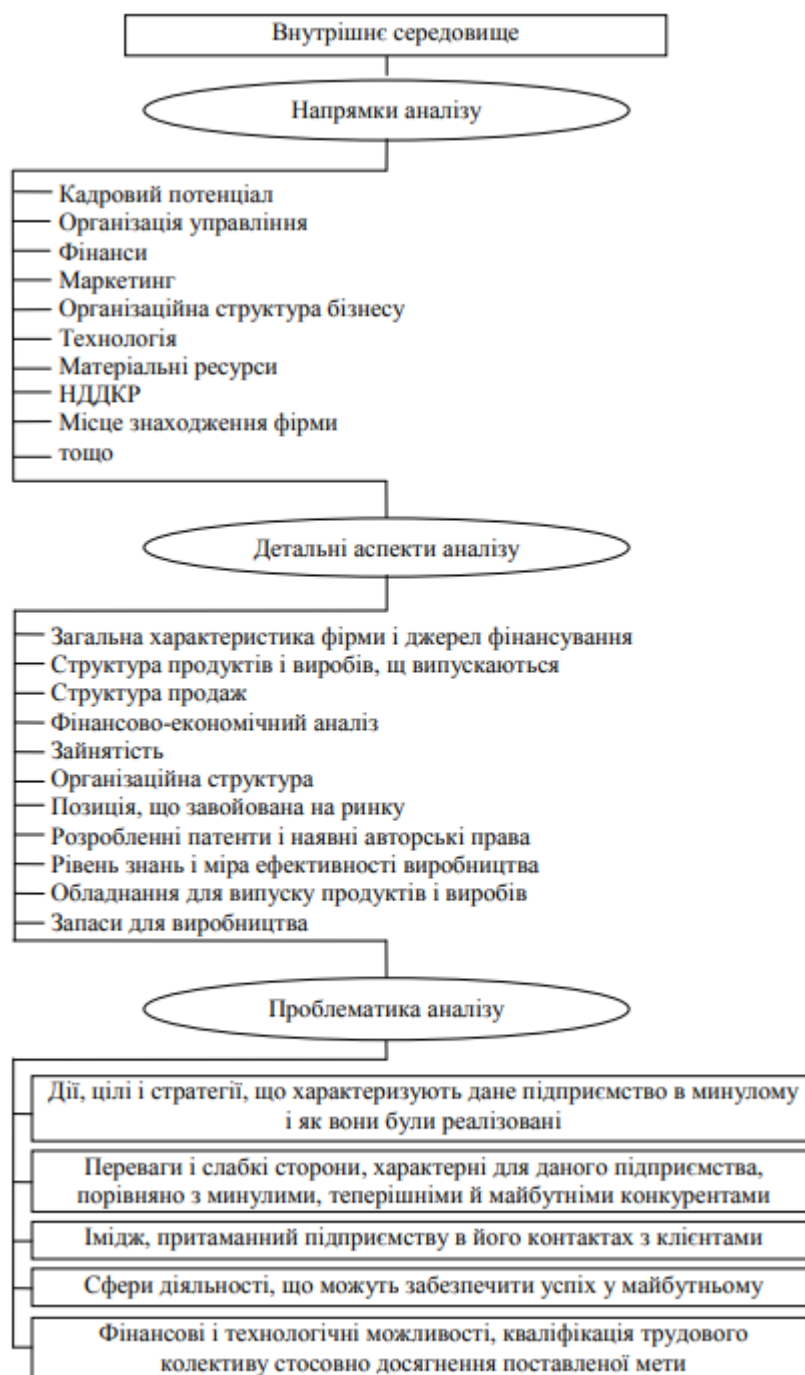 Внутрішнє середовище
Напрямки аналізу
Кадровий потенціал
Організація управління
Фінанси
Маркетинг
Організаційна структура бізнесу
Технологія
Матеріальні ресурси
НДДКР
Місце знаходження фірми
тощо
Детальні аспекти аналізу
Загальна характеристика фірми і джерел фінансування
Структура продуктів і виробів, щ випускаються
Структура продаж
Фінансово-економічний аналіз
Зайнятість
Організаційна структура
Позиція, що завойована на ринку
Розробленні патенти і наявні авторські права
Рівень знань і міра ефективності виробництва
Обладнання для випуску продуктів і виробів
Запаси для виробництва
Проблематика аналізу
Дії, цілі і стратегії, що характеризують дане підприємство в минулому
і як вони були реалізовані
Переваги і слабкі сторони, характерні для даного підприємства,
порівняно з минулими, теперішніми й майбутніми конкурентами
Імідж, притаманний підприємству в його контактах з клієнтами
Сфери діяльності, що можуть забезпечити успіх у майбутньому
Фінансові і технологічні можливості, кваліфікація трудового
колективу стосовно досягнення поставленої мети